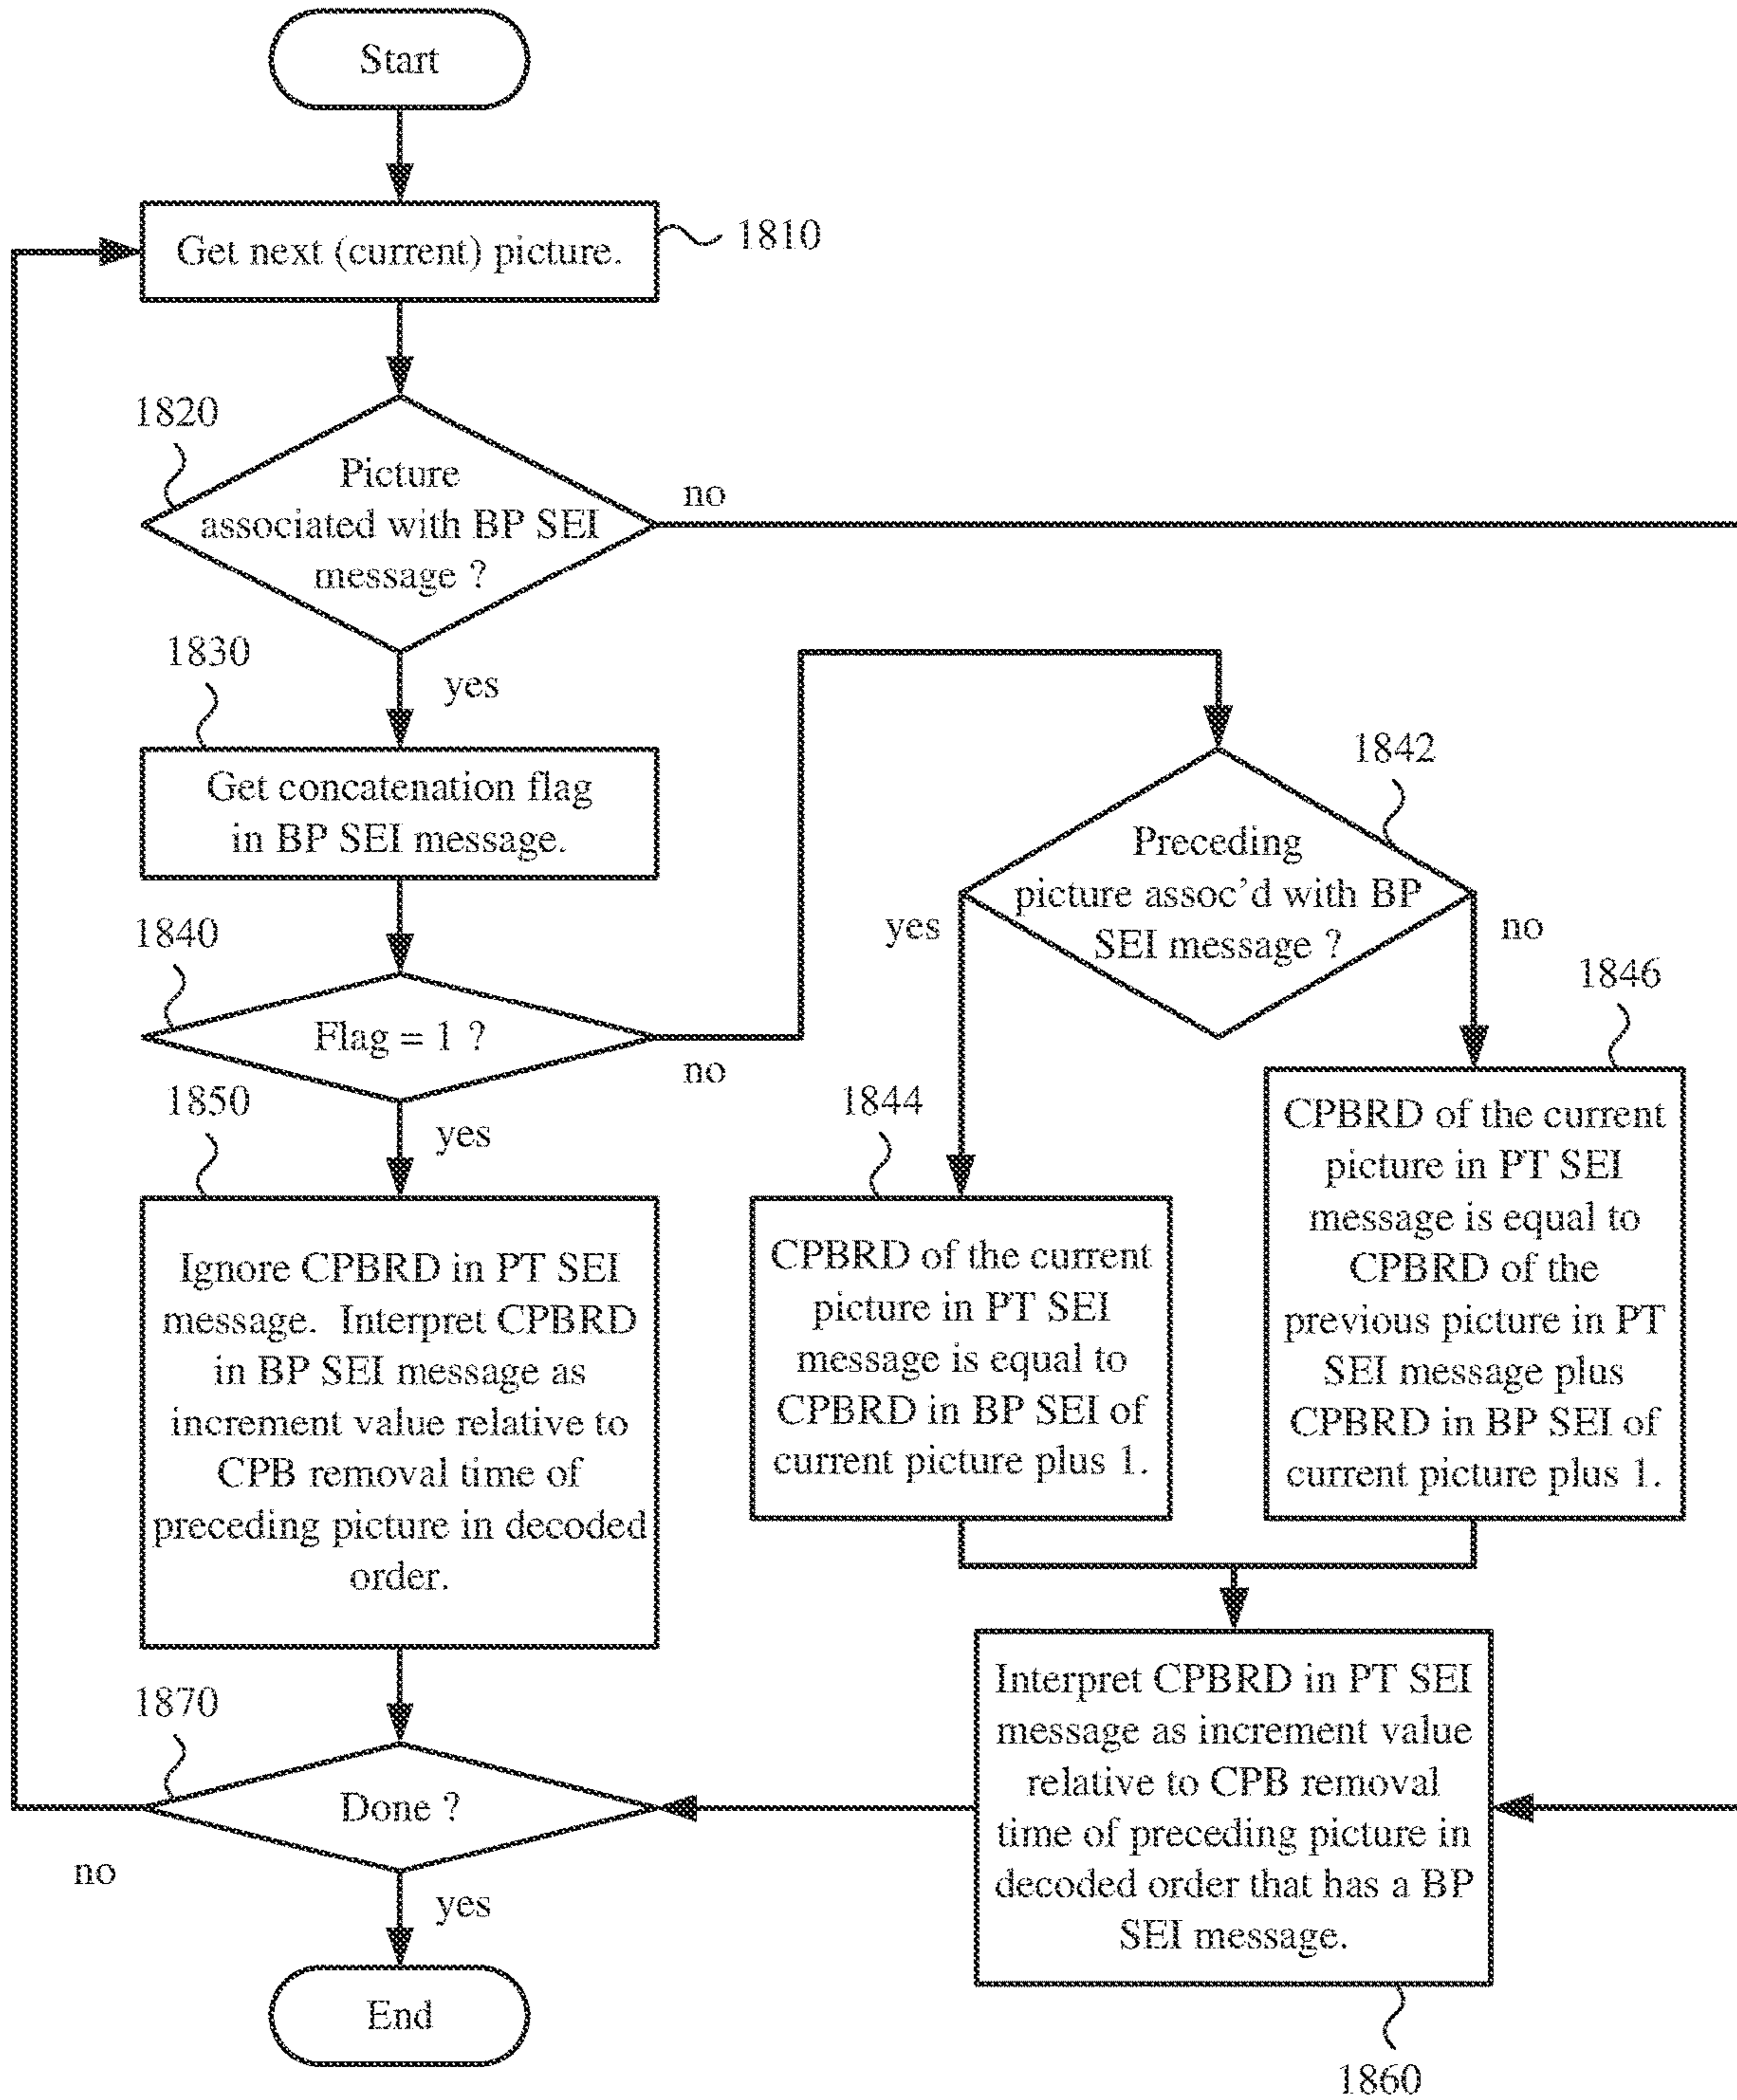 Start
Get next (current) picture.
1810
1820
Picture
associated with BP SEI
message ?
no
yes
1830
Get concatenation flag
in BP SEI message.
1840
Flag = 1 ?
no
yes
1842
Preceding
picture assoc'd with BP
SEI message ?
yes
no
1844
CPBRD of the current
picture in PT SEI
message is equal to
CPBRD in BP SEI of
current picture plus 1.
1846
CPBRD of the current
picture in PT SEI
message is equal to
CPBRD of the
previous picture in PT
SEI message plus
CPBRD in BP SEI of
current picture plus 1.
1850
Ignore CPBRD in PT SEI
message. Interpret CPBRD
in BP SEI message as
increment value relative to
CPB removal time of
preceding picture in decoded
order.
Interpret CPBRD in PT SEI
message as increment value
relative to CPB removal
time of preceding picture in
decoded order that has a BP
SEI message.
1860
1870
Done ?
no
yes
End